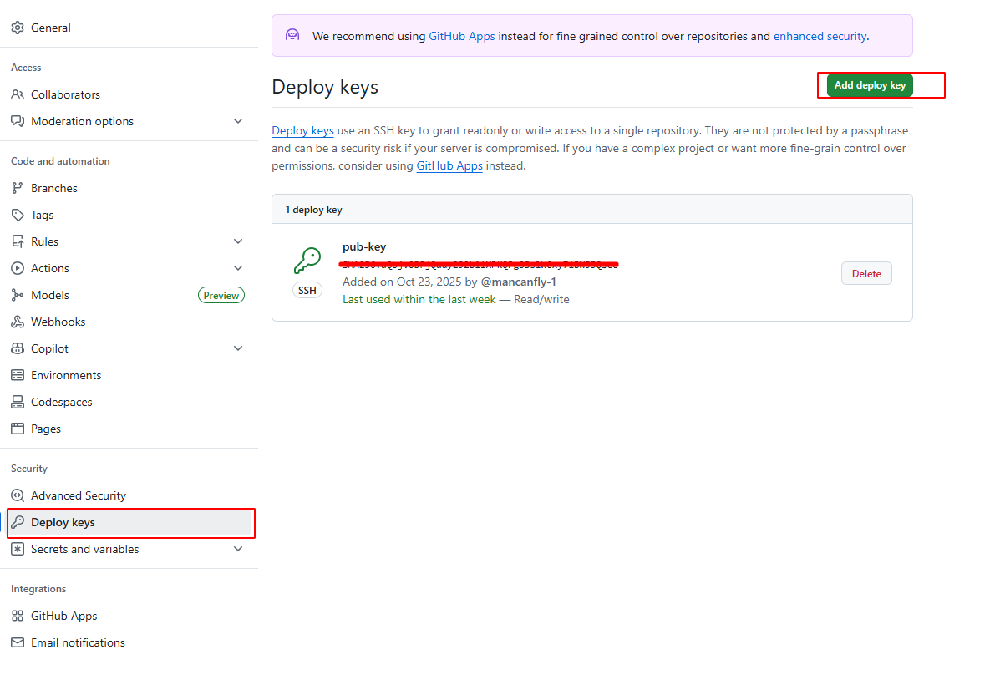 General
Access
Collaborators
Moderation options
Code and automation
Branches
Tags
Rules
Actions
Models
Preview
Webhooks
Copilot
Environments
Codespaces
Pages
Security
Advanced Security
Deploy keys
Secrets and variables
Integrations
GitHub Apps
Email notifications
We recommend using GitHub Apps instead for fine grained control over repositories and enhanced security.
Deploy keys
Add deploy key
Deploy keys use an SSH key to grant readonly or write access to a single repository. They are not protected by a passphrase
and can be a security risk if your server is compromised. If you have a complex project or want more fine-grain control over
permissions, consider using GitHub Apps instead.
1 deploy key
pub-key
SSH
Added on Oct 23, 2025 by @mancanfly-1
Last used within the last week — Read/write
Delete